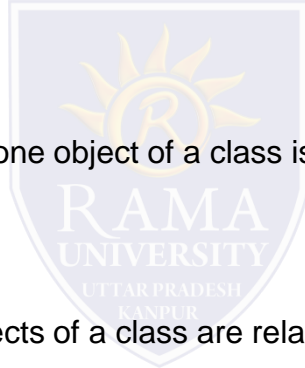 one object of a class is
RAMA
UNIVERSITY
UTTAR PRADESH
KANPUR
ects of a class are rela